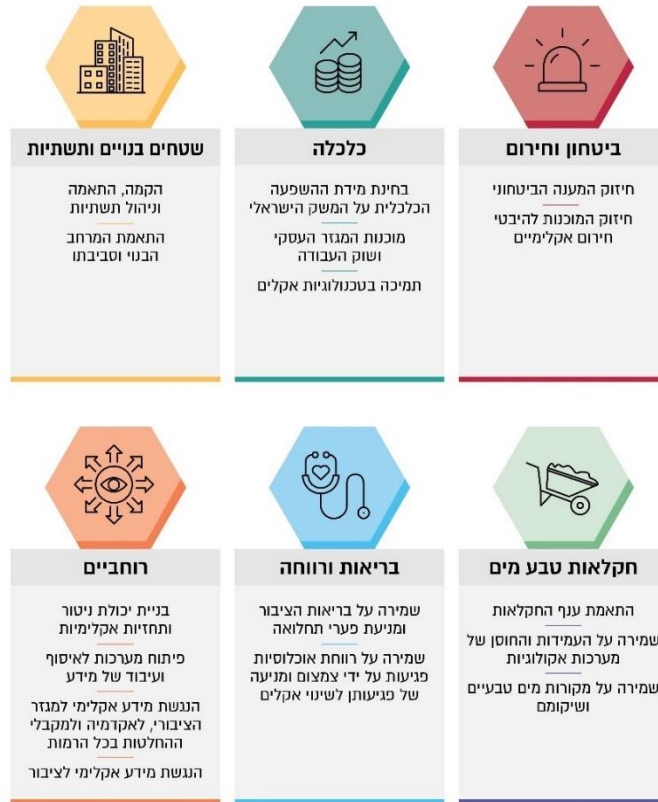 ביטחון וחירום
חיזוק המענה הביטחוני
חיזוק המוכנות להיבטי
חירום אקלימיים
כלכלה
בחינת מידת ההשפעה
הכלכלית על המשק הישראלי
מוכנות המגזר העסקי
ושוק העבודה
תמיכה בטכנולוגיות אקלים
שטחים בנויים ותשתיות
הקמה, התאמה
וניהול תשתיות
התאמת המרחב
הבנוי וסביבתו
חקלאות טבע מים
התאמת ענף החקלאות
שמירה על העמידות והחוסן של
מערכות אקולוגיות
שמירה על מקורות מים טבעיים
ושיקומם
בריאות ורווחה
שמירה על בריאות הציבור
ומניעת פערי תחלואה
שמירה על רווחת אוכלוסיות
פגיעות על ידי צמצום ומניעה
של פגיעותן לשינוי אקלים
רוחביים
בניית יכולת ניטור
ותחזיות אקלימיות
פיתוח מערכות לאיסוף
ועיבוד של מידע
הנגשת מידע אקלימי למגזר
הציבורי, לאקדמיה ולמקבלי
ההחלטות בכל הרמות
הנגשת מידע אקלימי לציבור